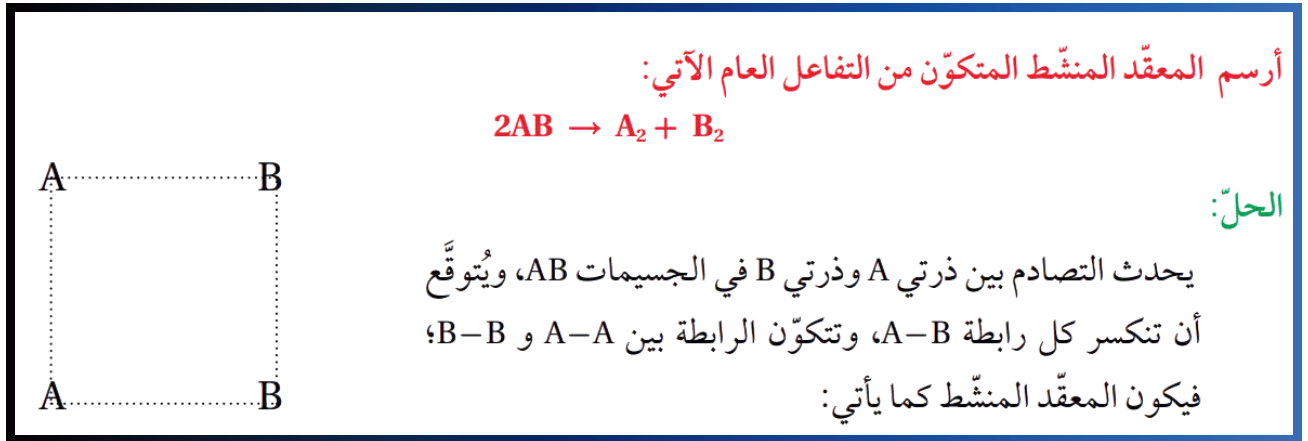 أرسم المعقّد المنشّط المتكوّن من التفاعل العام الآتي:
2AB → A₂ + B₂
الحلّ:
يحدث التصادم بين ذرتي A وذرتي B في الجسيمات AB، ويُتوقَّع
أن تنكسر كل رابطة A–B، وتتكوّن الرابطة بين A–A و B–B؛
فيكون المعقّد المنشّط كما يأتي:
A B
A B